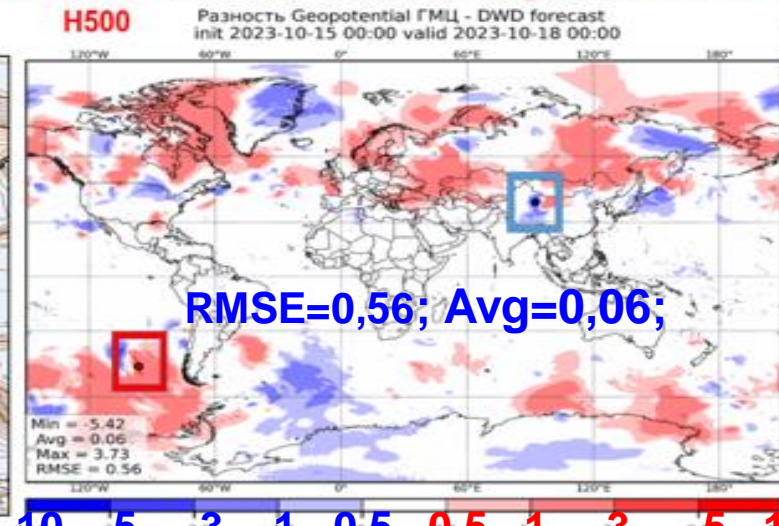 H500
Разность Geopotential ГМЦ - DWD forecast
init 2023-10-15 00:00 valid 2023-10-18 00:00
120°W 60°W 0° 60°E 120°E 180°
RMSE=0,56; Avg=0,06;
Min = -5.42
Avg = 0.06
Max = 3.73
RMSE = 0.56
120°W 60°W 0° 60°E 120°E 180°
10 5 3 1 0,5 0,5 1 3 5 1